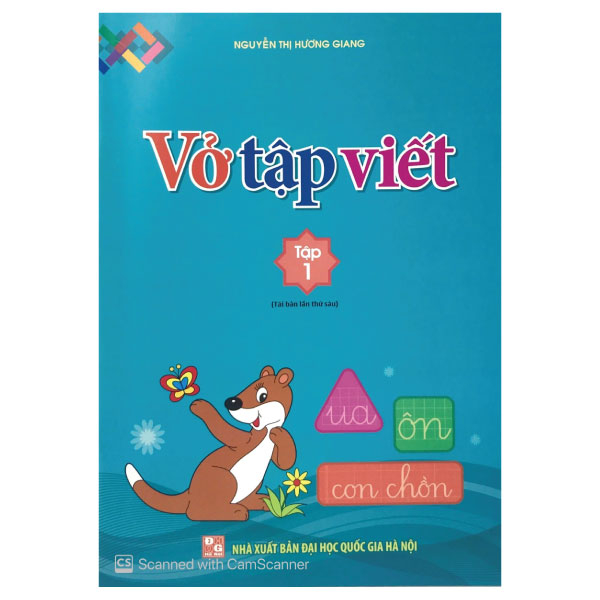 NGUYỄN THỊ HƯƠNG GIANG
Vở tập viết
Tập
1
(Tái bản lần thứ sáu)
ua
ôn
con chồn
NHÀ XUẤT BẢN ĐẠI HỌC QUỐC GIA HÀ NỘI
CS Scanned with CamScanner